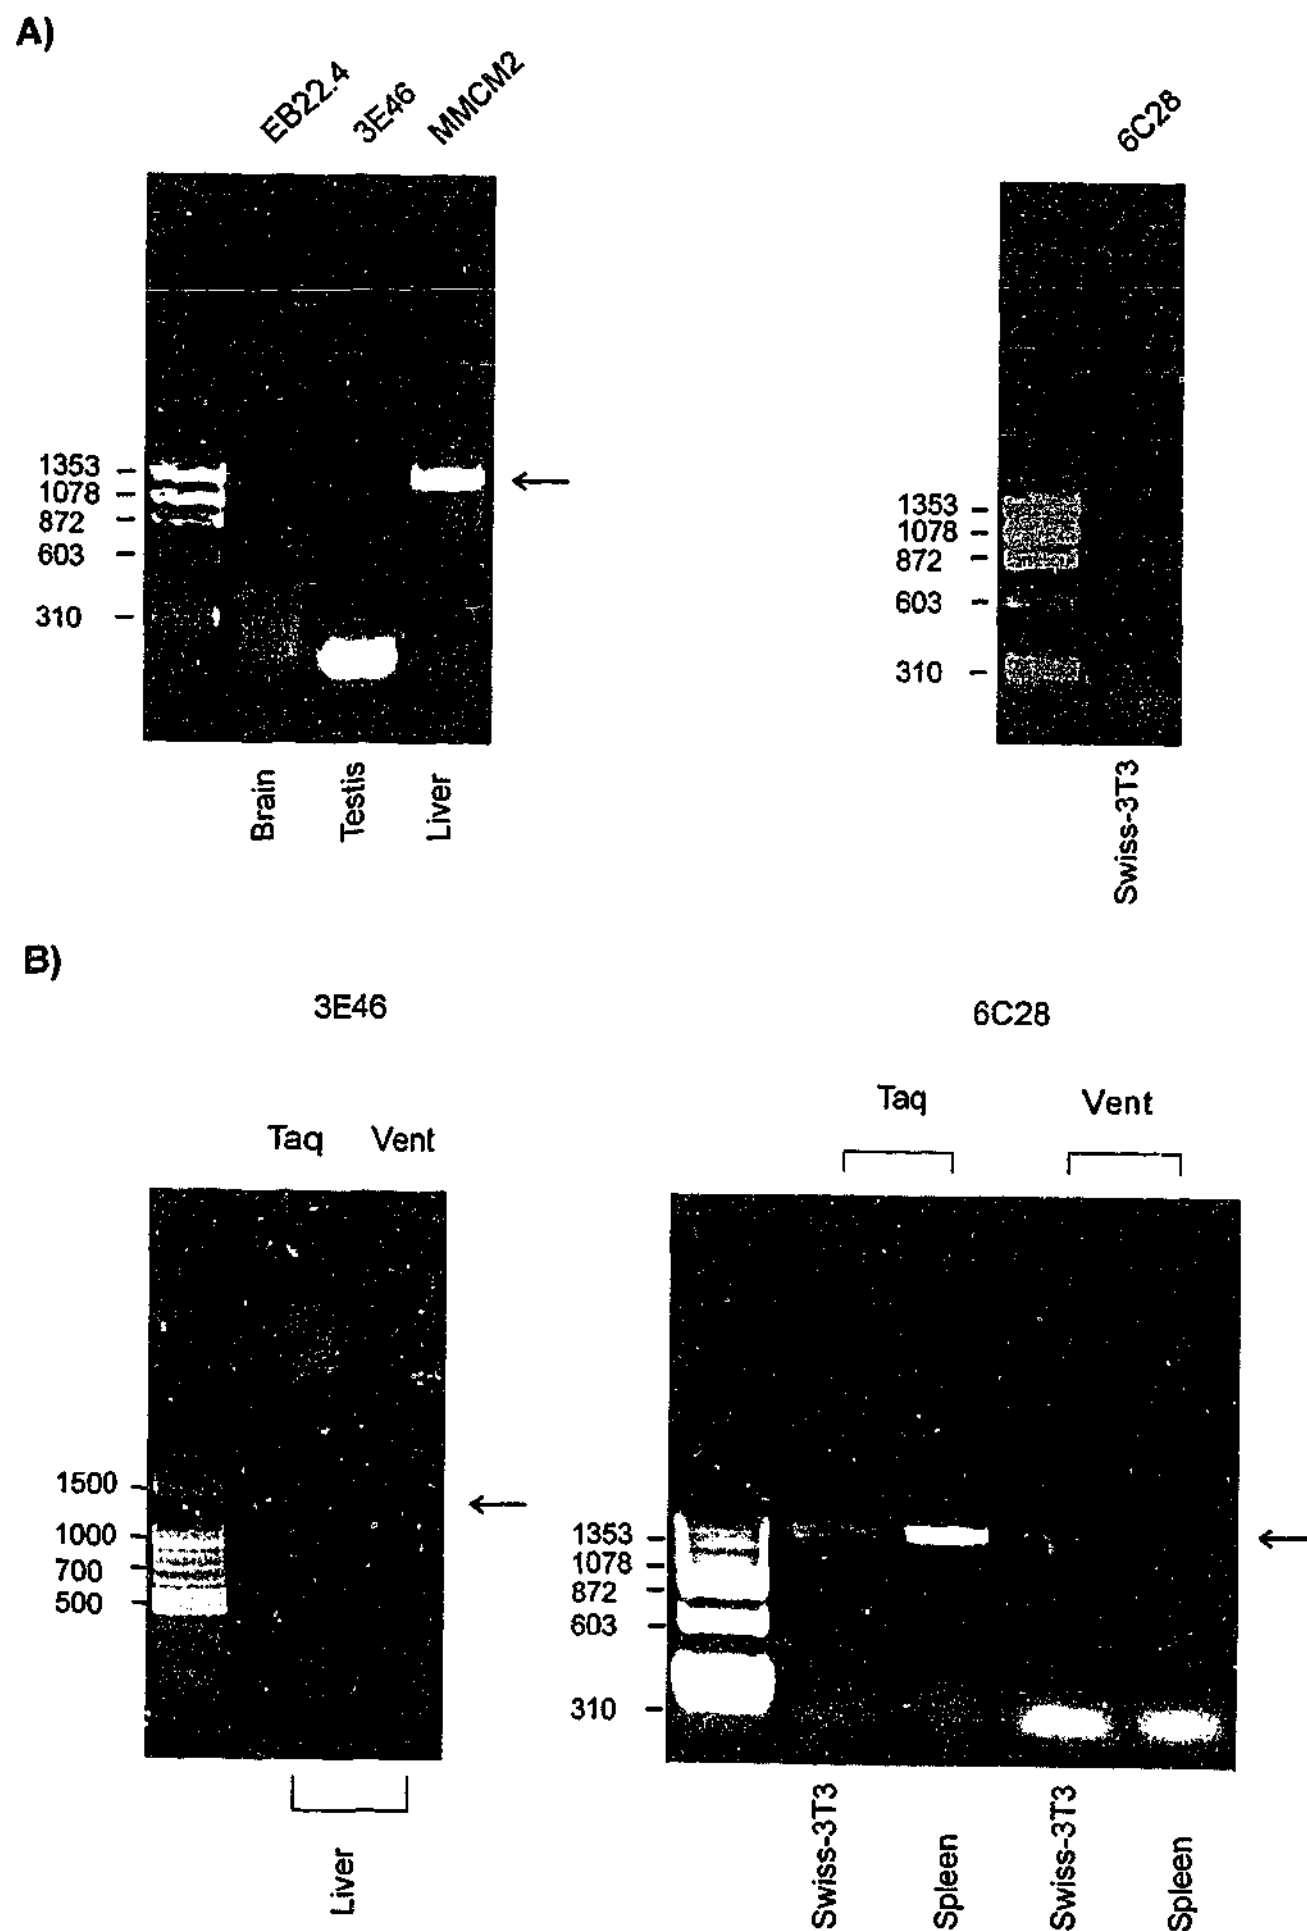 A)
EB22.4 3E46 MMCM2
6C28
1353
1078
872
603
310
1353
1078
872
603
310
Brain Testis Liver
Swiss-3T3
B)
3E46
6C28
Taq Vent
Taq Vent
1500
1000
700
500
1353
1078
872
603
310
Liver
Swiss-3T3 Spleen Swiss-3T3 Spleen